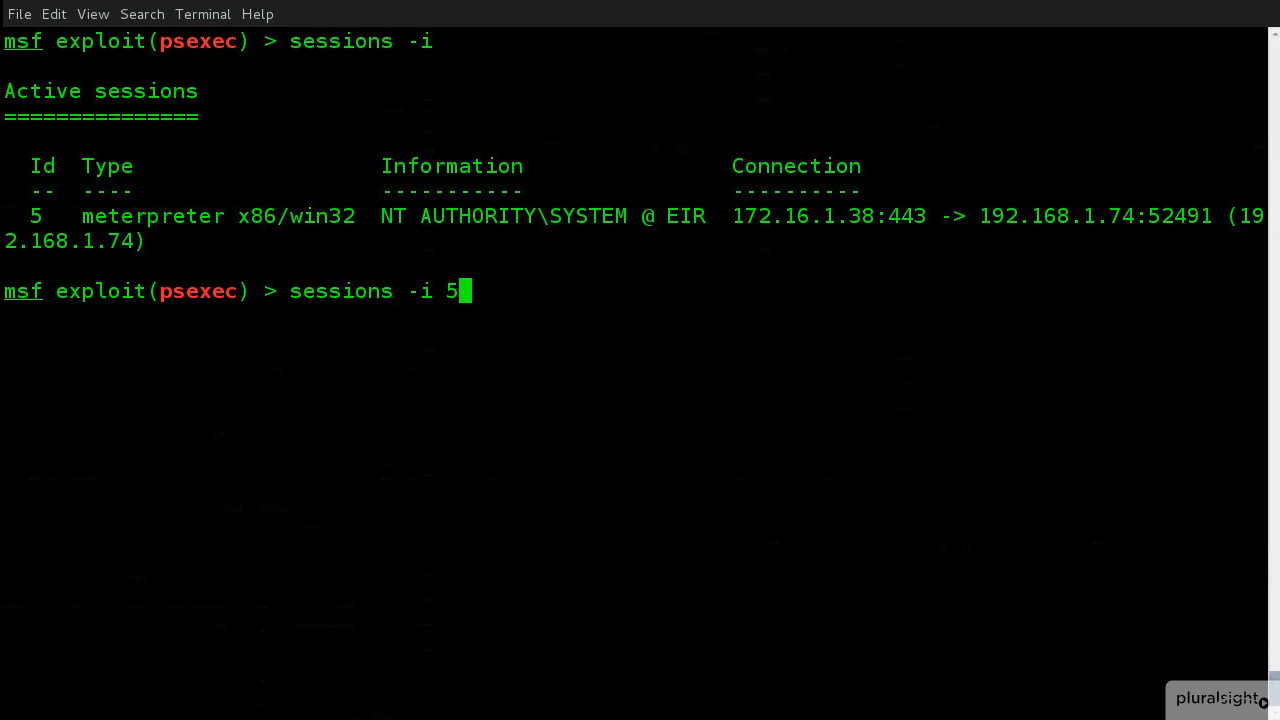 File Edit View Search Terminal Help
msf exploit(psexec) > sessions -i
Active sessions
===============
Id Type Information Connection
-- ---- ----------- ----------
5 meterpreter x86/win32 NT AUTHORITY\SYSTEM @ EIR 172.16.1.38:443 -> 192.168.1.74:52491 (19
2.168.1.74)
msf exploit(psexec) > sessions -i 5
pluralsight